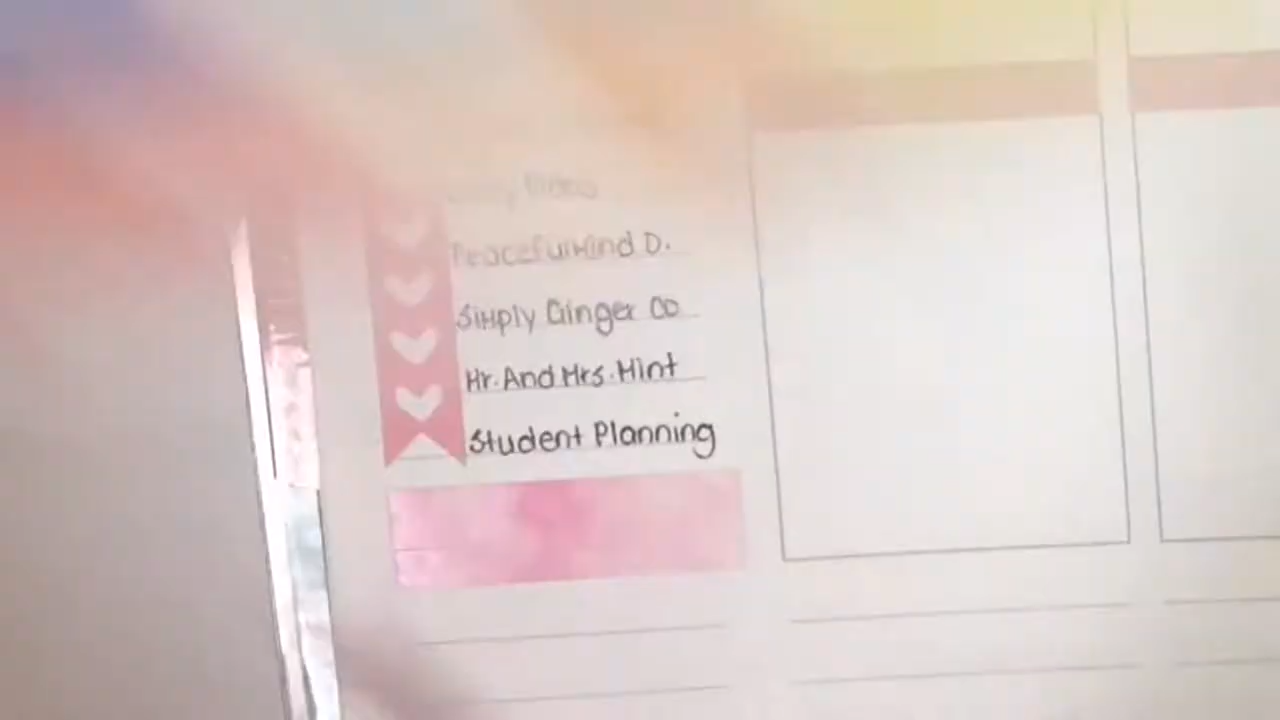 PeacefulMind D.
Simply Ginger Co
Mr. And Mrs. Mint
Student Planning